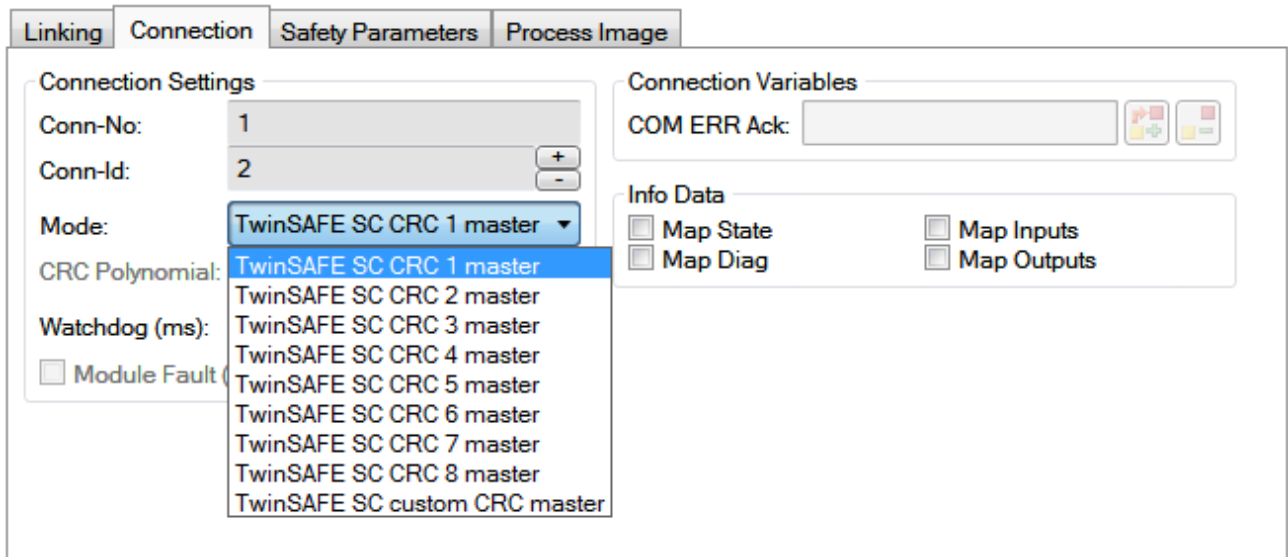 Linking Connection Safety Parameters Process Image
Connection Settings
Conn-No: 1
Conn-Id: 2
+
-
Mode: TwinSAFE SC CRC 1 master
CRC Polynomial:
Watchdog (ms):
Module Fault (
TwinSAFE SC CRC 1 master
TwinSAFE SC CRC 2 master
TwinSAFE SC CRC 3 master
TwinSAFE SC CRC 4 master
TwinSAFE SC CRC 5 master
TwinSAFE SC CRC 6 master
TwinSAFE SC CRC 7 master
TwinSAFE SC CRC 8 master
TwinSAFE SC custom CRC master
Connection Variables
COM ERR Ack:
Info Data
Map State Map Inputs
Map Diag Map Outputs